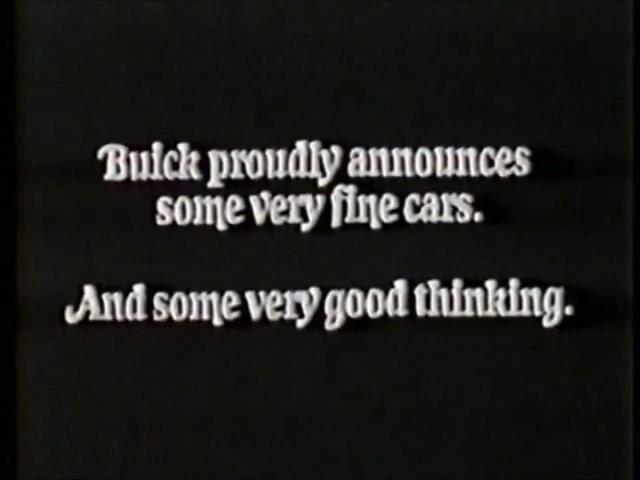 Buick proudly announces
some very fine cars.
And some very good thinking.